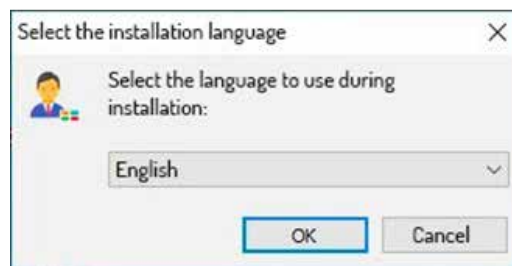 Select the installation language
Select the language to use during
installation:
English
OK
Cancel